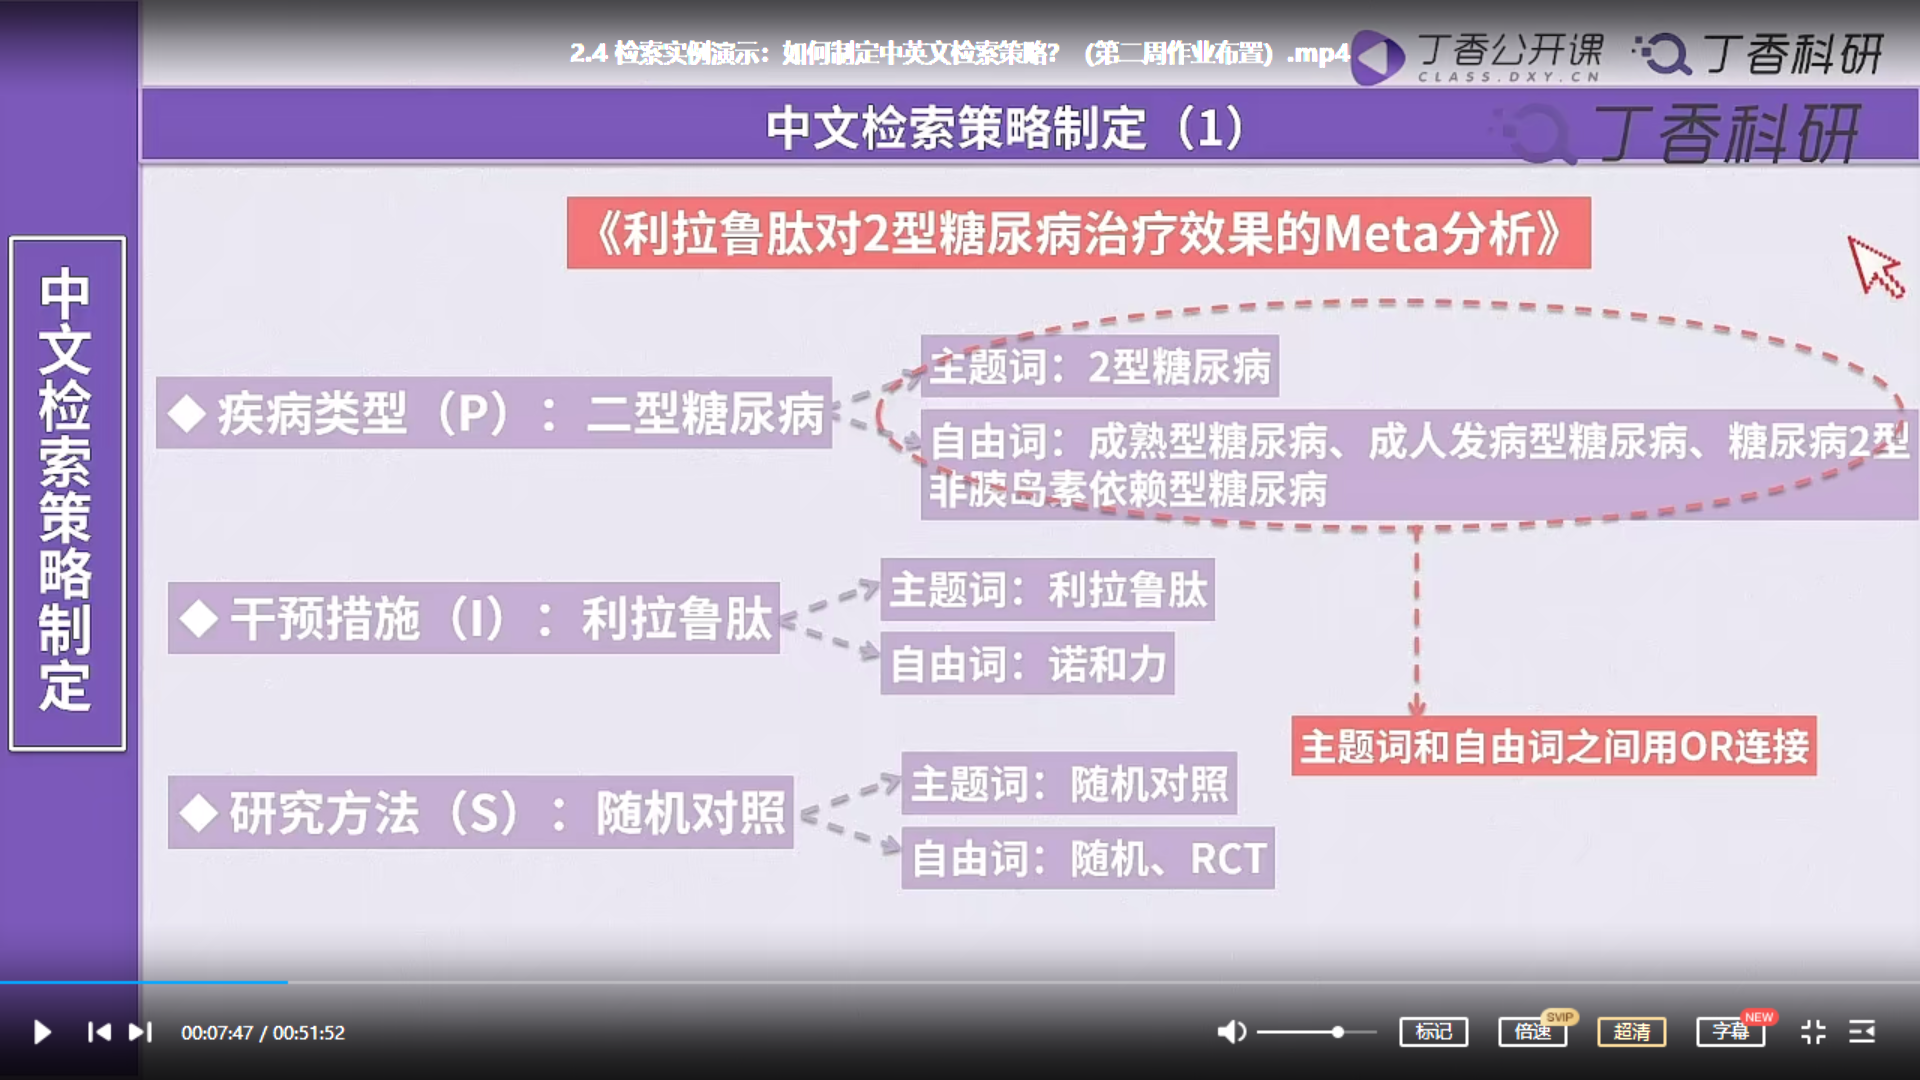 2.4 检索实例演示：如何制定中英文检索策略？（第二周作业布置）.mp4
丁香公开课
CLASS.DXY.CN
丁香科研
中文检索策略制定（1）
丁香科研
中文检索策略制定
《利拉鲁肽对2型糖尿病治疗效果的Meta分析》
◆ 疾病类型（P）：二型糖尿病
主题词：2型糖尿病
自由词：成熟型糖尿病、成人发病型糖尿病、糖尿病2型
非胰岛素依赖型糖尿病
◆ 干预措施（I）：利拉鲁肽
主题词：利拉鲁肽
自由词：诺和力
主题词和自由词之间用OR连接
◆ 研究方法（S）：随机对照
主题词：随机对照
自由词：随机、RCT
00:07:47 / 00:51:52
标记
倍速
SVIP
超清
字幕
NEW